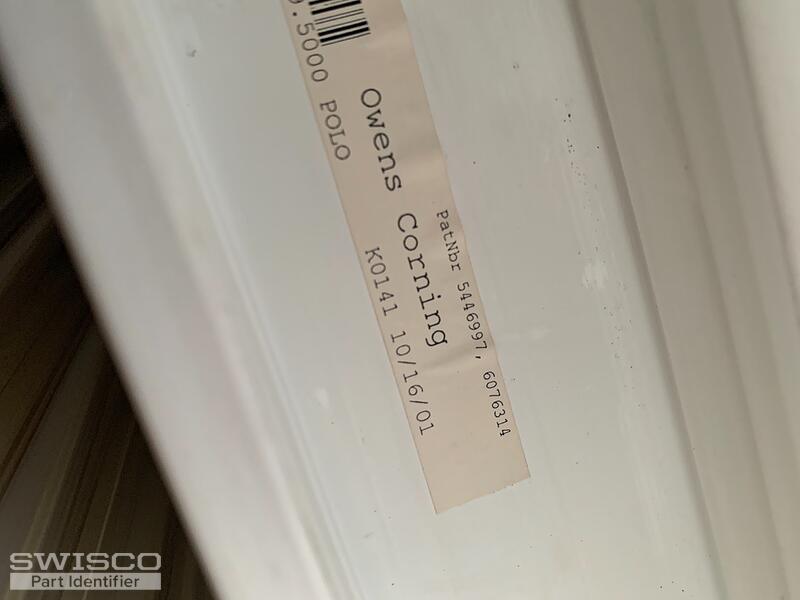 PatNbr 5446997, 6076314
Owens Corning
.5000 POLO K0141 10/16/01
SWISCO
Part Identifier